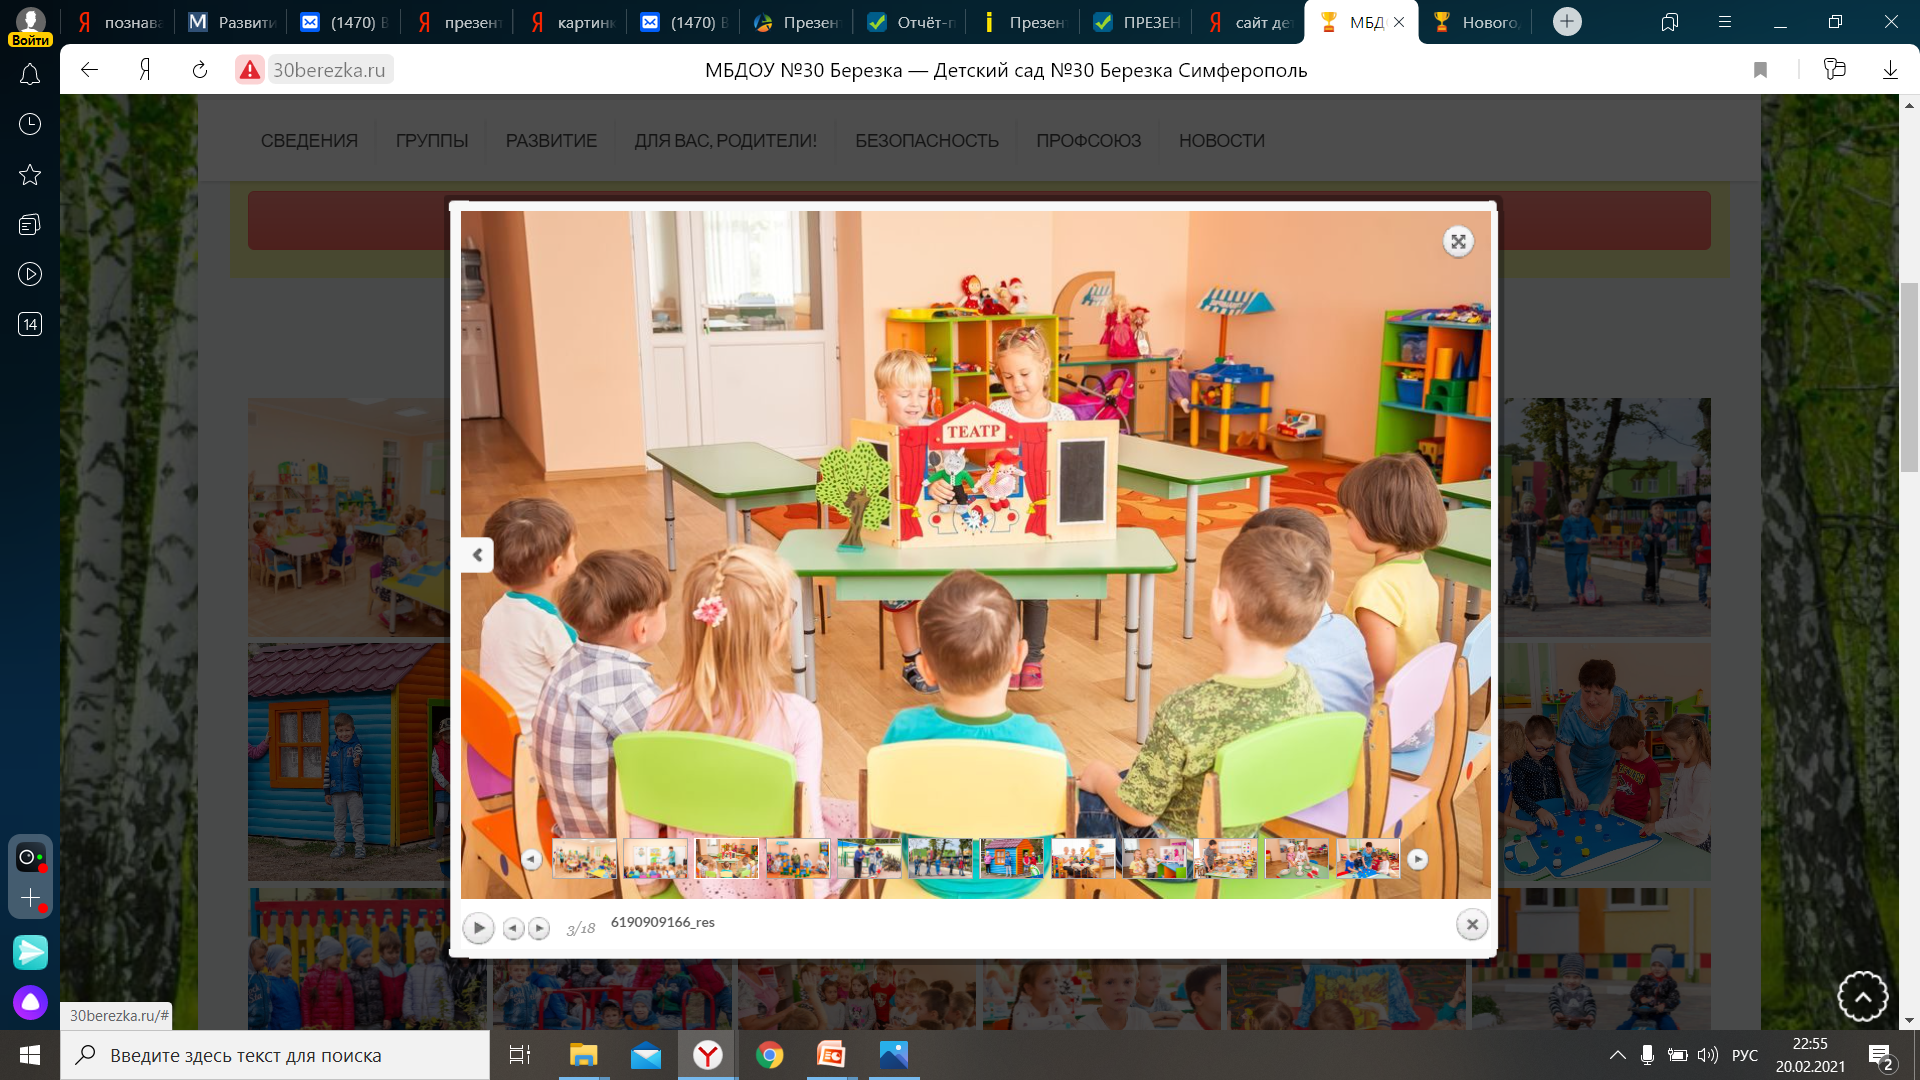 Войти
познава
Развити
(1470) В
презент
картинк
(1470) В
Презен
Отчёт-п
Презен
ПРЕЗЕН
сайт де
МБД
Новогод
30berezka.ru
МБДОУ №30 Березка — Детский сад №30 Березка Симферополь
14
СВЕДЕНИЯ
ГРУППЫ
РАЗВИТИЕ
ДЛЯ ВАС, РОДИТЕЛИ!
БЕЗОПАСНОСТЬ
ПРОФСОЮЗ
НОВОСТИ
ТЕАТР
3/18
6190909166_res
30berezka.ru/#
Введите здесь текст для поиска
РУС
22:55
20.02.2021
2